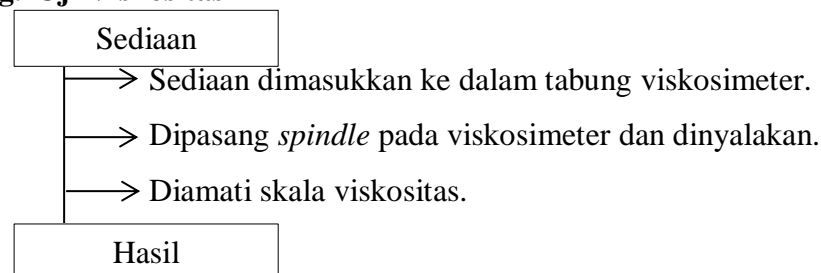 Sediaan
Sediaan dimasukkan ke dalam tabung viskosimeter.
Dipasang spindle pada viskosimeter dan dinyalakan.
Diamati skala viskositas.
Hasil